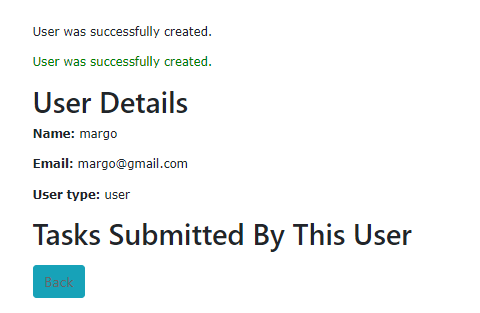 User was successfully created.
User was successfully created.
User Details
Name: margo
Email: margo@gmail.com
User type: user
Tasks Submitted By This User
Back